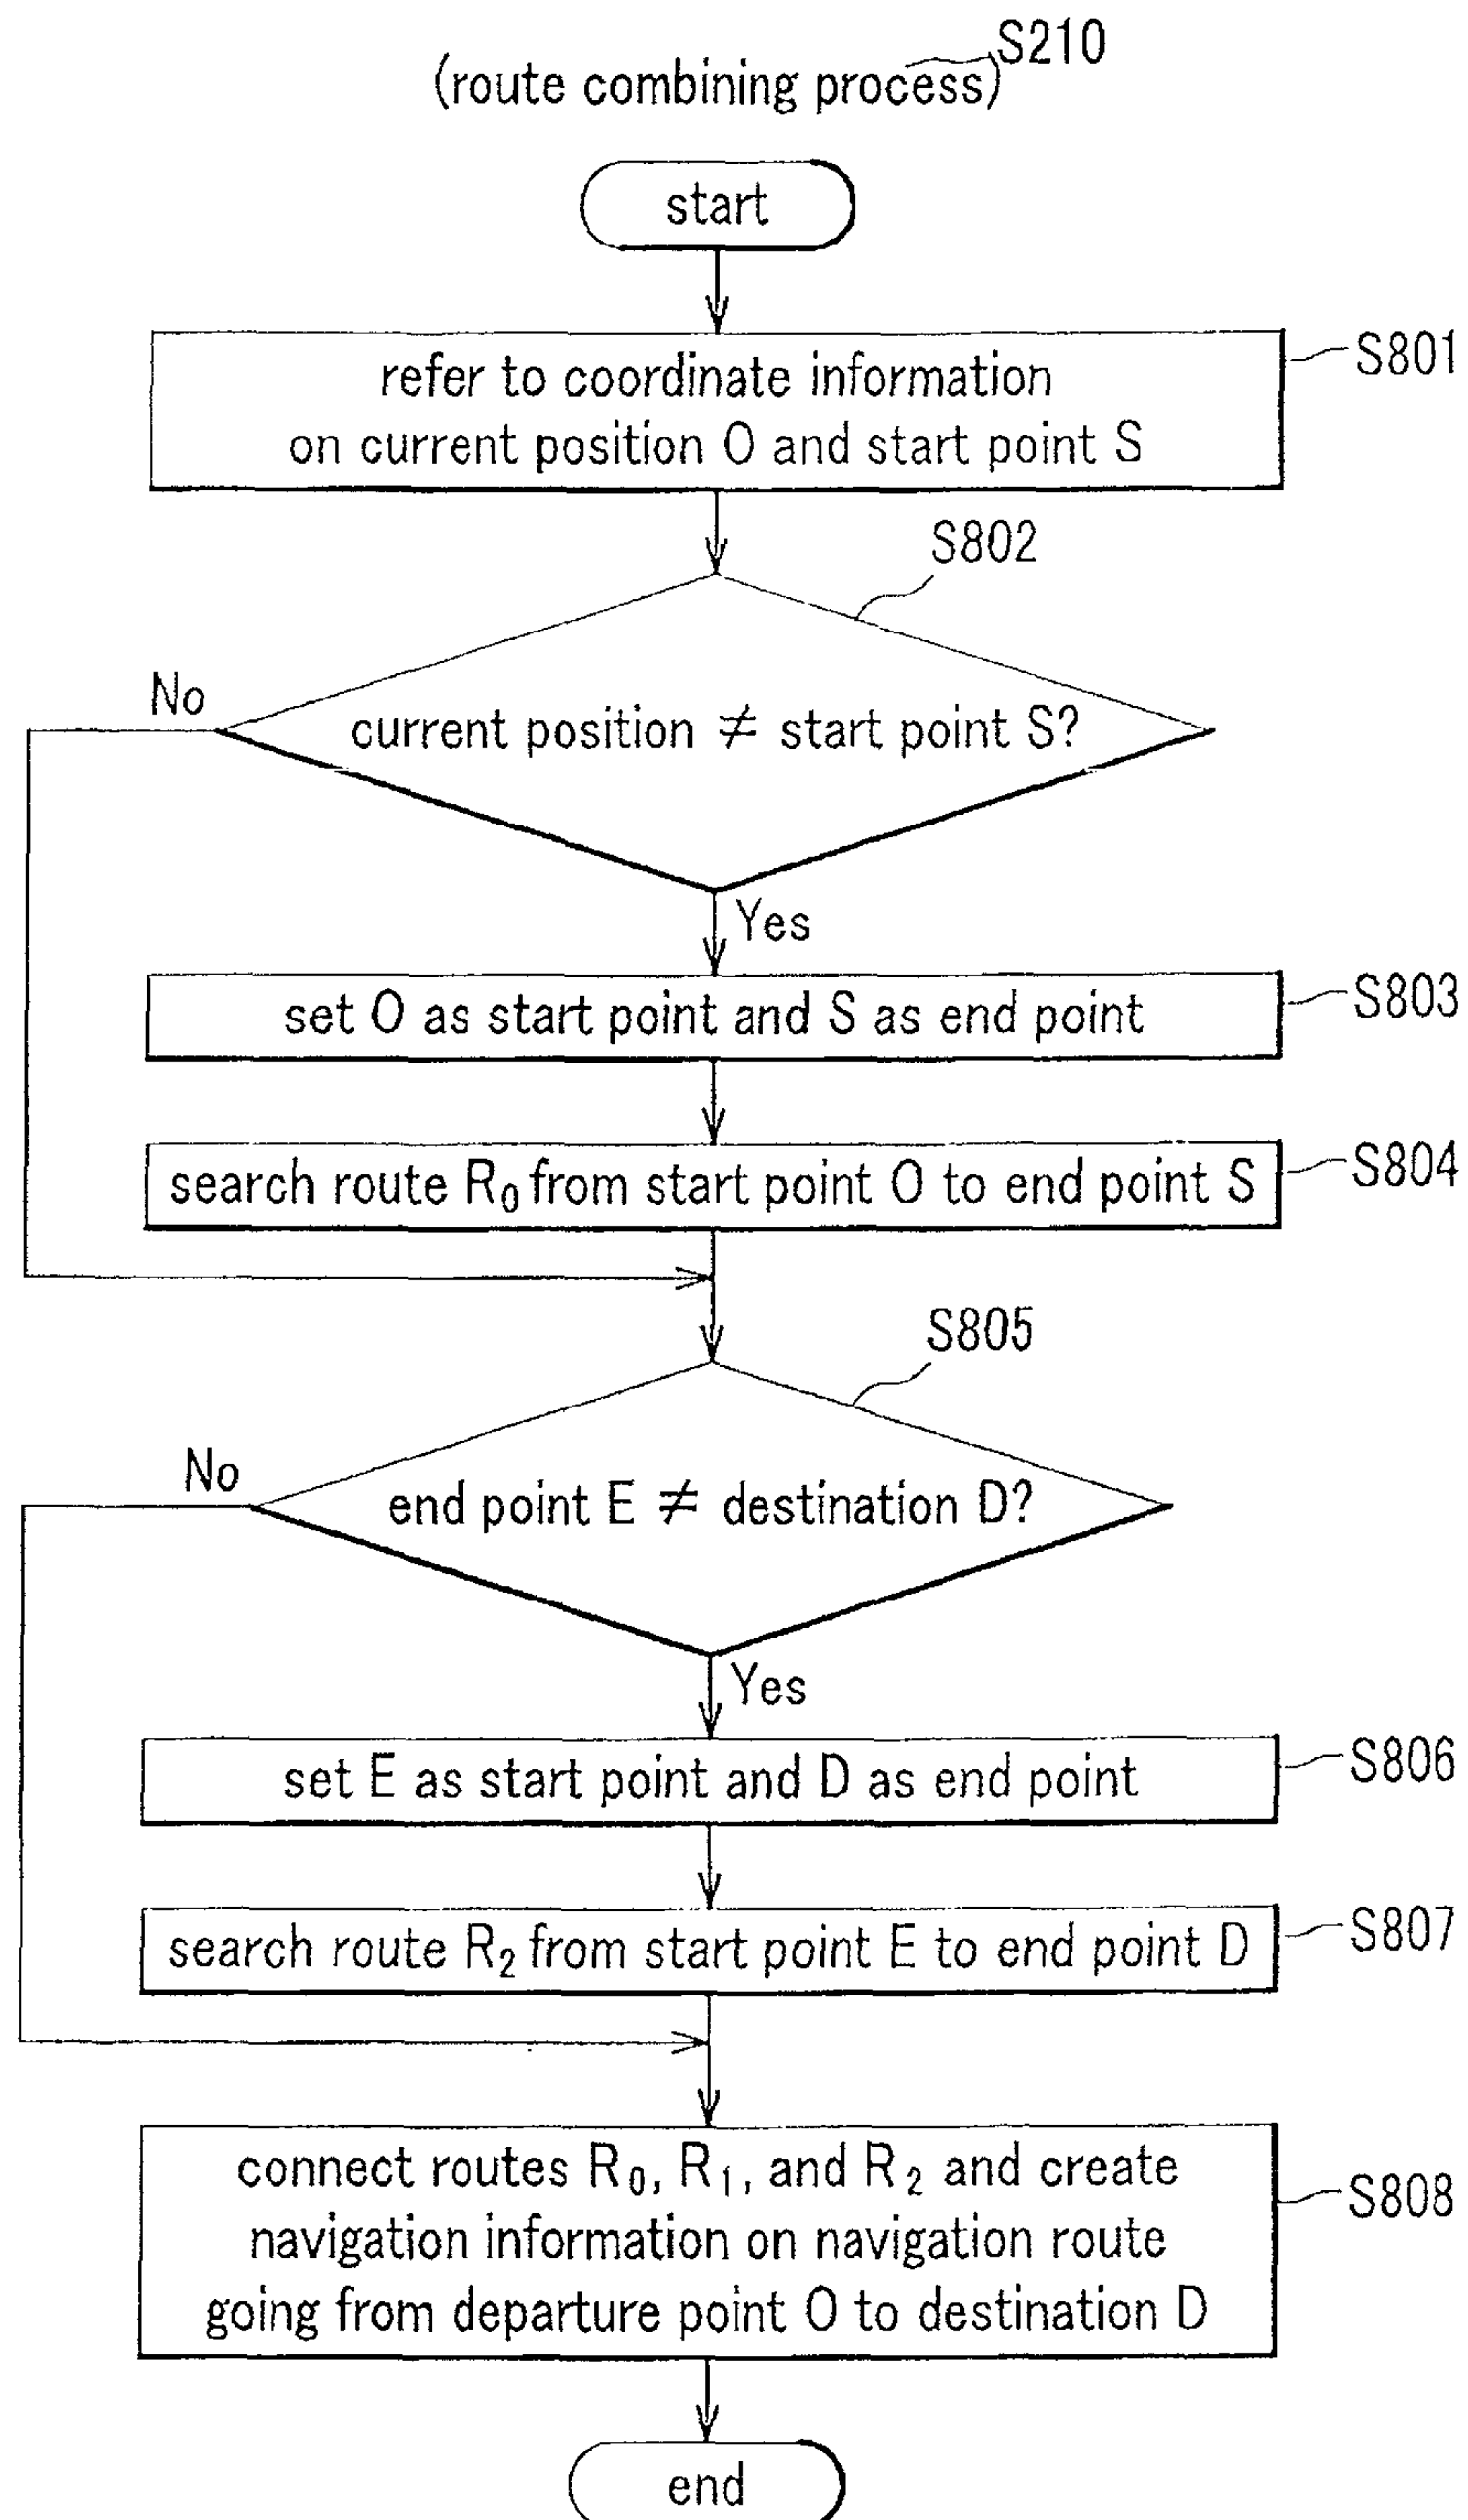 S210
(route combining process)
start
S801
refer to coordinate information
on current position O and start point S
S802
No
current position ≠ start point S?
Yes
set O as start point and S as end point
S803
search route R₀ from start point O to end point S
S804
S805
No
end point E ≠ destination D?
Yes
set E as start point and D as end point
S806
search route R₂ from start point E to end point D
S807
connect routes R₀, R₁, and R₂ and create
navigation information on navigation route
going from departure point O to destination D
S808
end